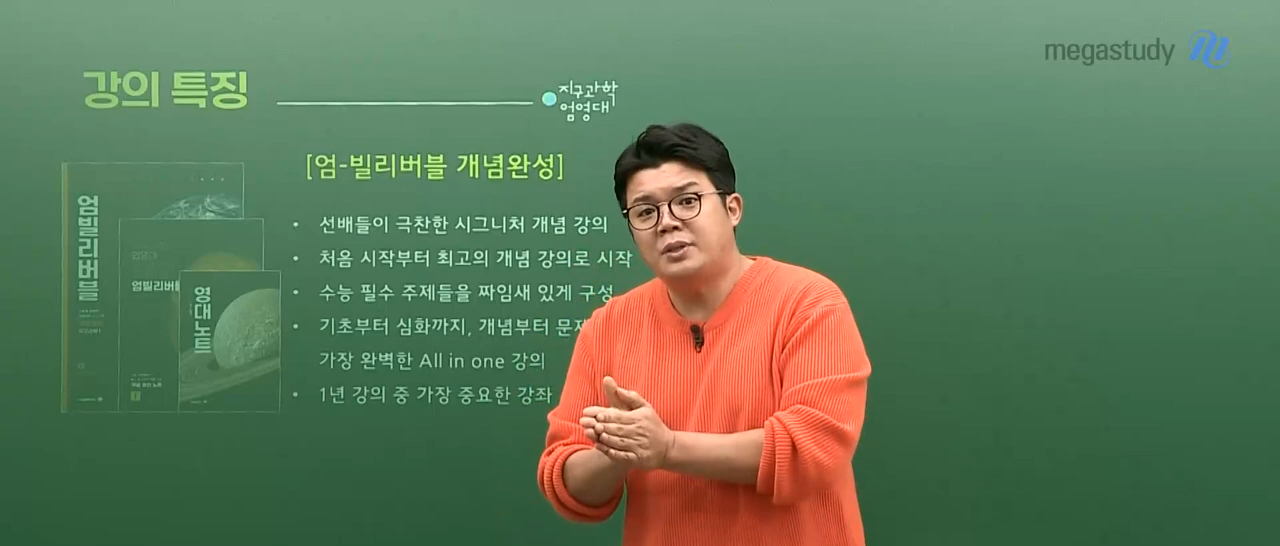 megastudy
강의 특징
지구과학
엄영대
[엄-빌리버블 개념완성]
• 선배들이 극찬한 시그니처 개념 강의
• 처음 시작부터 최고의 개념 강의로 시작
• 수능 필수 주제들을 짜임새 있게 구성
• 기초부터 심화까지, 개념부터 문제
가장 완벽한 All in one 강의
• 1년 강의 중 가장 중요한 강좌
엄빌리버블
엄빌리버블
영대노트